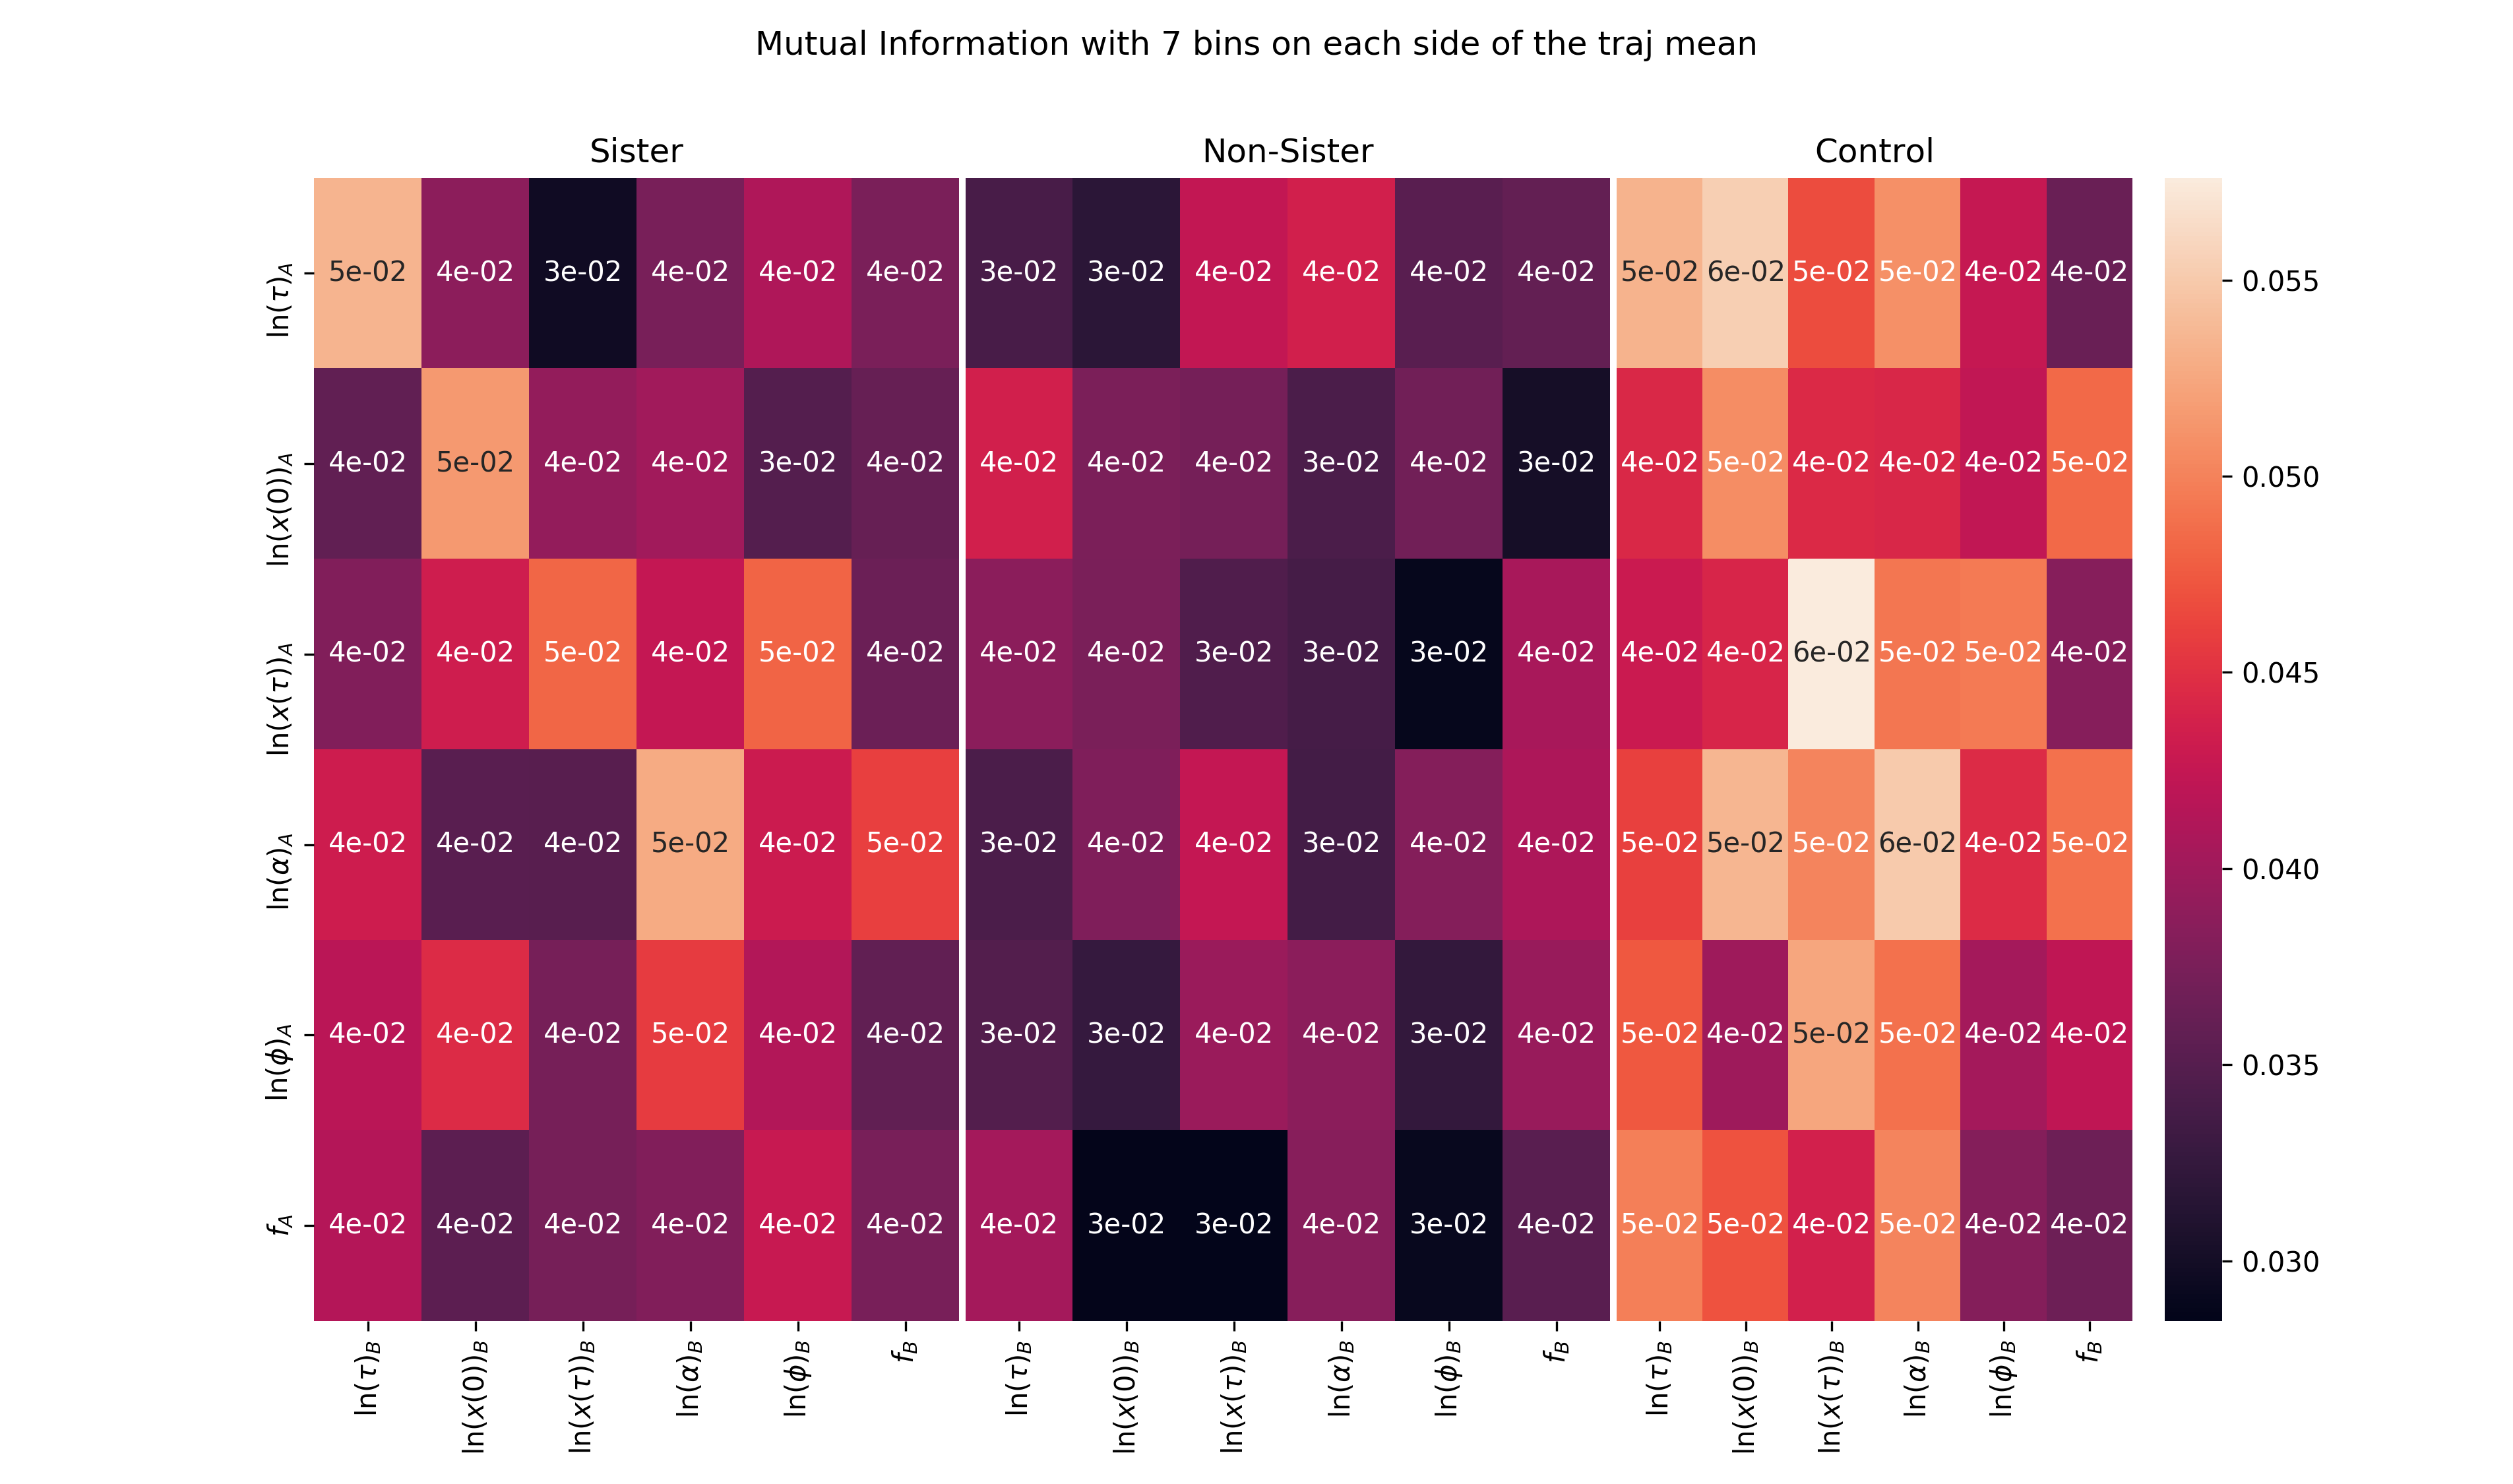 Mutual Information with 7 bins on each side of the traj mean
Sister Non-Sister Control
ln(τ)_A 5e-02 4e-02 3e-02 4e-02 4e-02 4e-02 3e-02 3e-02 4e-02 4e-02 4e-02 4e-02 5e-02 6e-02 5e-02 5e-02 4e-02 4e-02
ln(x(0))_A 4e-02 5e-02 4e-02 4e-02 3e-02 4e-02 4e-02 4e-02 4e-02 3e-02 4e-02 3e-02 4e-02 5e-02 4e-02 4e-02 4e-02 5e-02
ln(x(τ))_A 4e-02 4e-02 5e-02 4e-02 5e-02 4e-02 4e-02 4e-02 3e-02 3e-02 3e-02 4e-02 4e-02 4e-02 6e-02 5e-02 5e-02 4e-02
ln(α)_A 4e-02 4e-02 4e-02 5e-02 4e-02 5e-02 3e-02 4e-02 4e-02 3e-02 4e-02 4e-02 5e-02 5e-02 5e-02 6e-02 4e-02 5e-02
ln(ϕ)_A 4e-02 4e-02 4e-02 5e-02 4e-02 4e-02 3e-02 3e-02 4e-02 4e-02 3e-02 4e-02 5e-02 4e-02 5e-02 5e-02 4e-02 4e-02
f_A 4e-02 4e-02 4e-02 4e-02 4e-02 4e-02 4e-02 3e-02 3e-02 4e-02 3e-02 4e-02 5e-02 5e-02 4e-02 5e-02 4e-02 4e-02
ln(τ)_B ln(x(0))_B ln(x(τ))_B ln(α)_B ln(ϕ)_B f_B ln(τ)_B ln(x(0))_B ln(x(τ))_B ln(α)_B ln(ϕ)_B f_B ln(τ)_B ln(x(0))_B ln(x(τ))_B ln(α)_B ln(ϕ)_B f_B
0.055
0.050
0.045
0.040
0.035
0.030